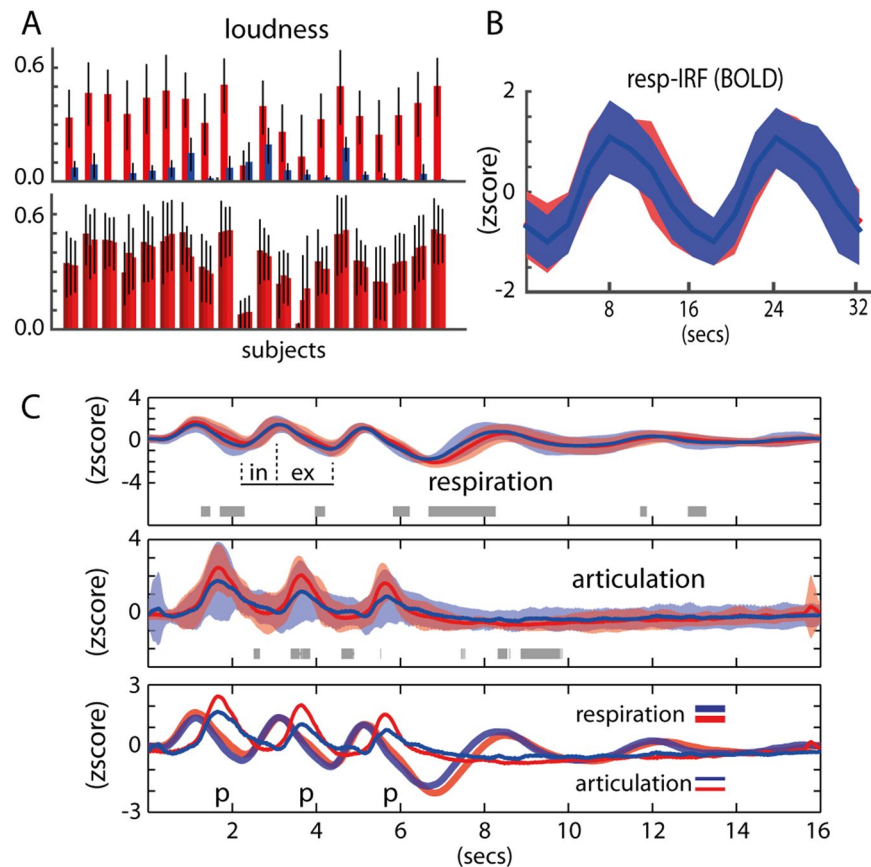 A
loudness
0.6
0.0
0.6
0.0
subjects
B
resp-IRF (BOLD)
2
0
-2
(zscore)
8
16
24
32
(secs)
C
4
0
-4
(zscore)
in
ex
respiration
4
0
(zscore)
articulation
3
0
-3
(zscore)
respiration
articulation
p
p
p
2
4
6
8
10
12
14
16
(secs)